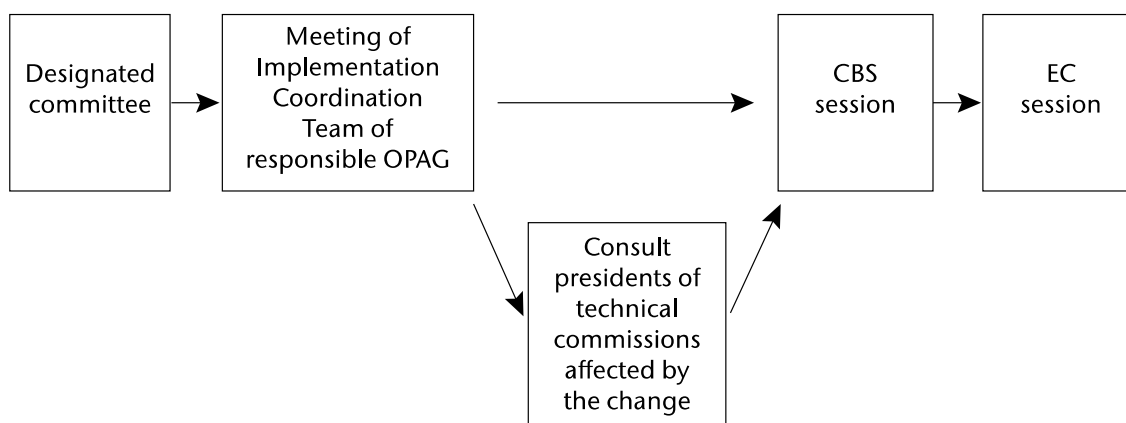 Designated
committee
Meeting of
Implementation
Coordination
Team of
responsible OPAG
Consult
presidents of
technical
commissions
affected by
the change
CBS
session
EC
session